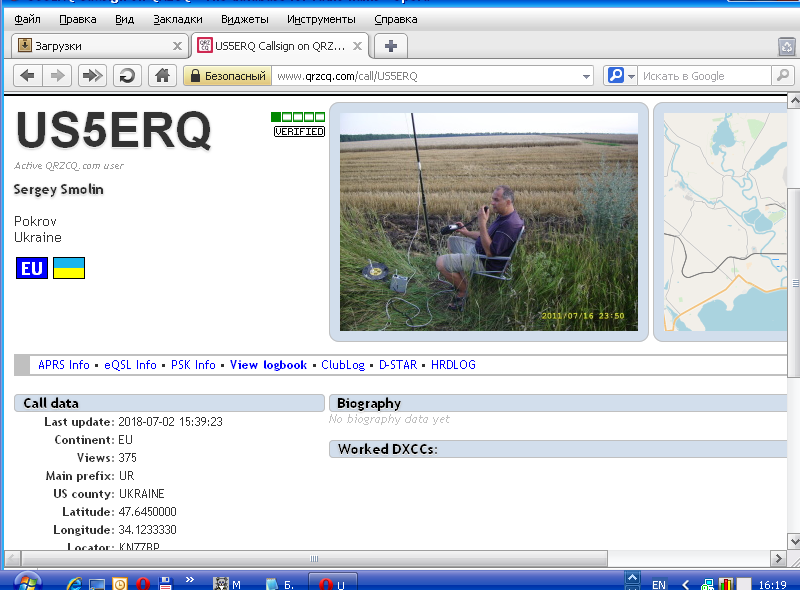 Файл Правка Вид Закладки Виджеты Инструменты Справка
Загрузки
US5ERQ Callsign on QRZ...
Безопасный www.qrzcq.com/call/US5ERQ Искать в Google
US5ERQ
VERIFIED
Active QRZCQ.com user
Sergey Smolin
Pokrov
Ukraine
EU
2011/07/16 23:50
APRS Info • eQSL Info • PSK Info • View logbook • ClubLog • D-STAR • HRDLOG
Call data
Last update: 2018-07-02 15:39:23
Continent: EU
Views: 375
Main prefix: UR
US county: UKRAINE
Latitude: 47.6450000
Longitude: 34.1233330
Locator: KN77BP
Biography
No biography data yet
Worked DXCCs:
М Б. U EN 16:19